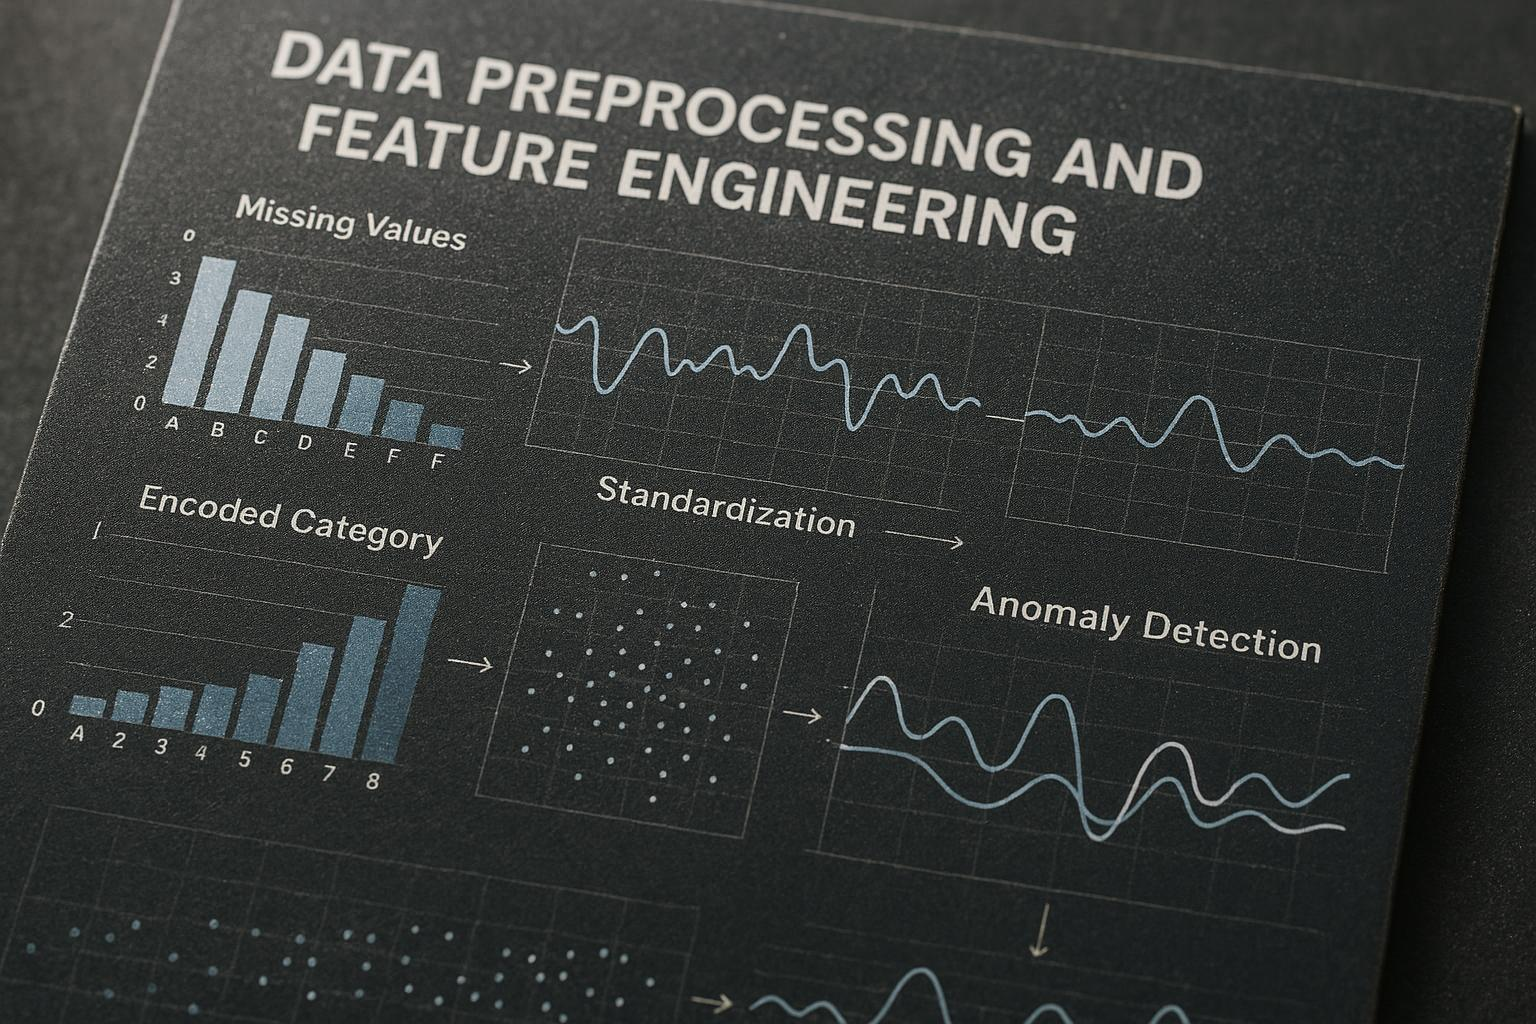 DATA PREPROCESSING AND
FEATURE ENGINEERING
Missing Values
0
3
4
2
0
A B C D E F F
Standardization
Encoded Category
2
0
A 2 3 4 5 6 7 8
Anomaly Detection